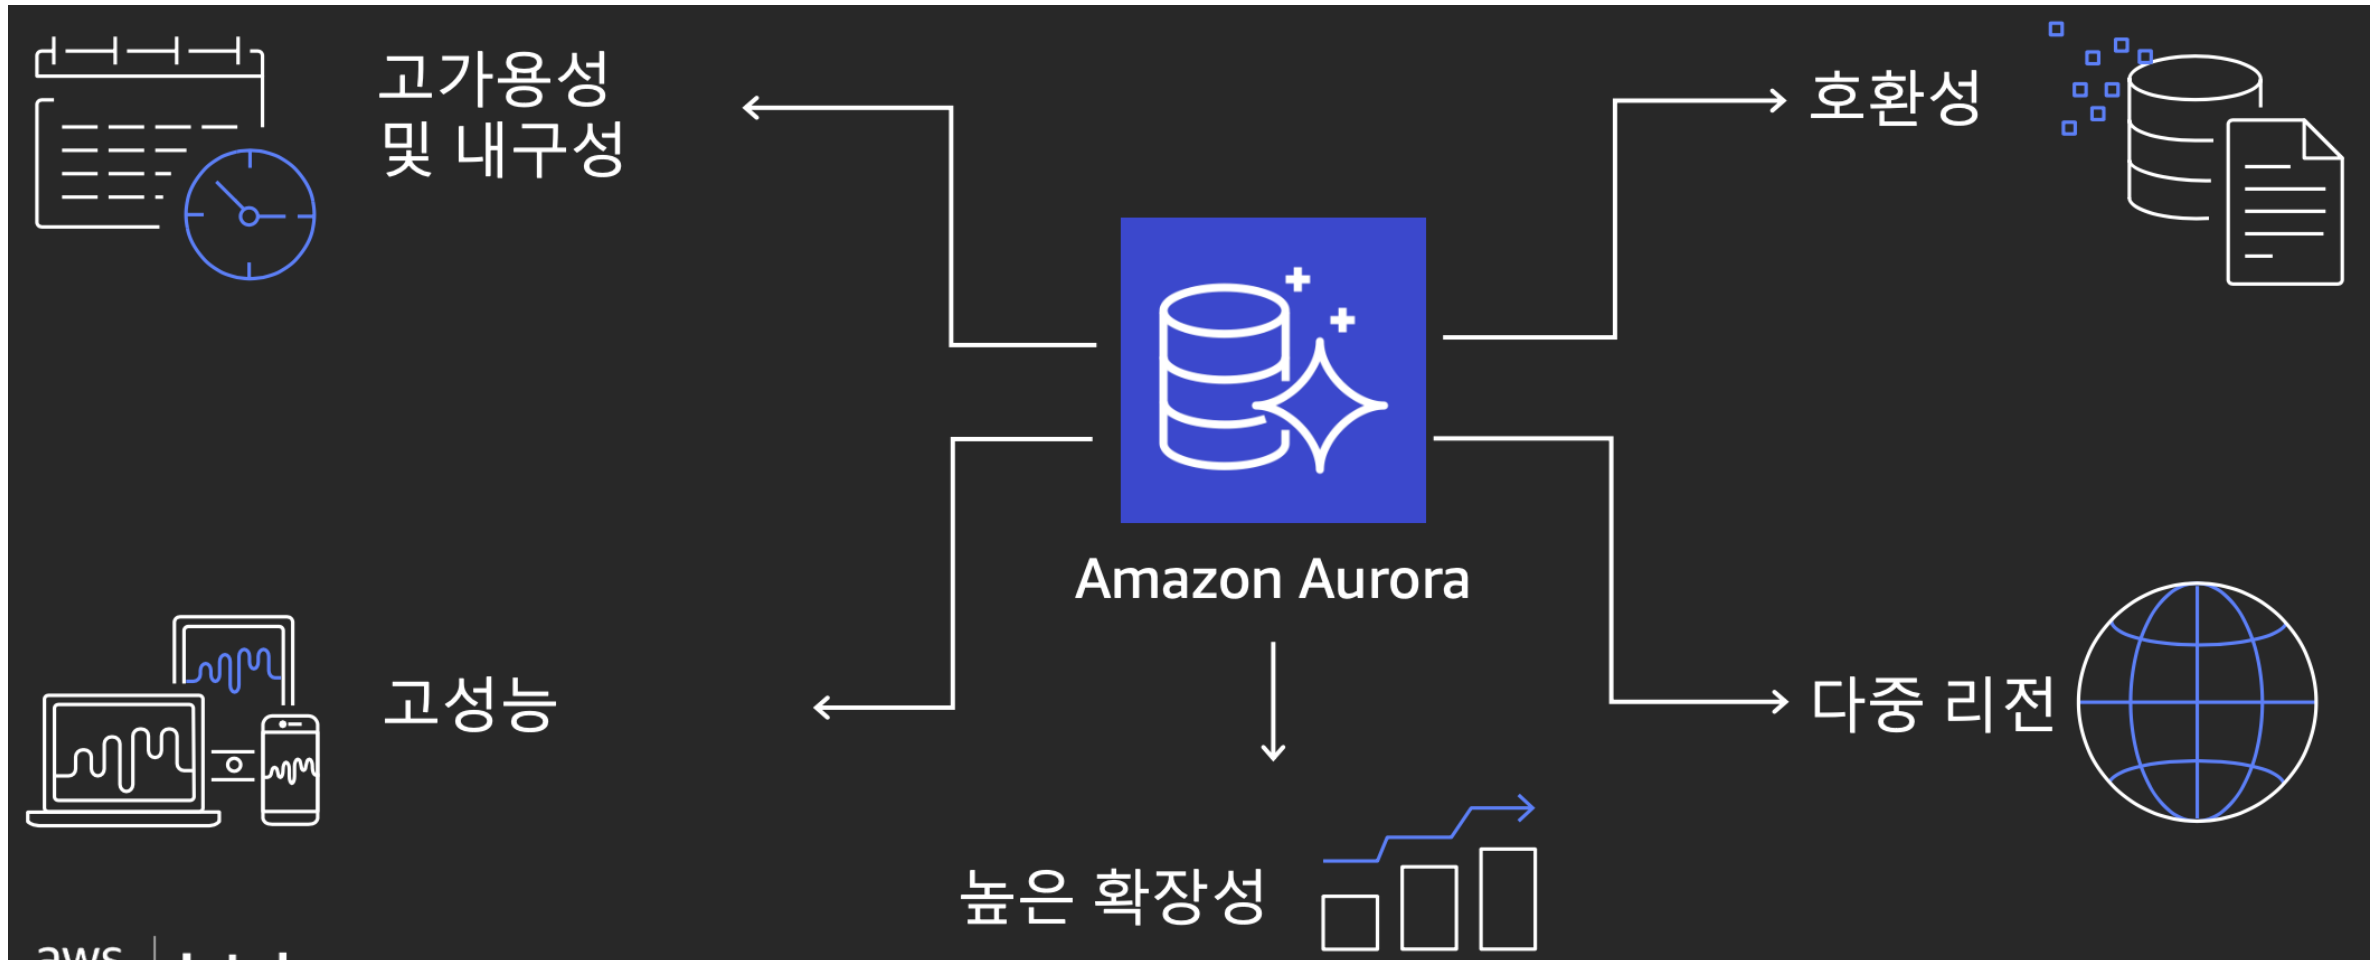 고가용성
및 내구성
호환성
Amazon Aurora
고성능
다중 리전
높은 확장성
aws